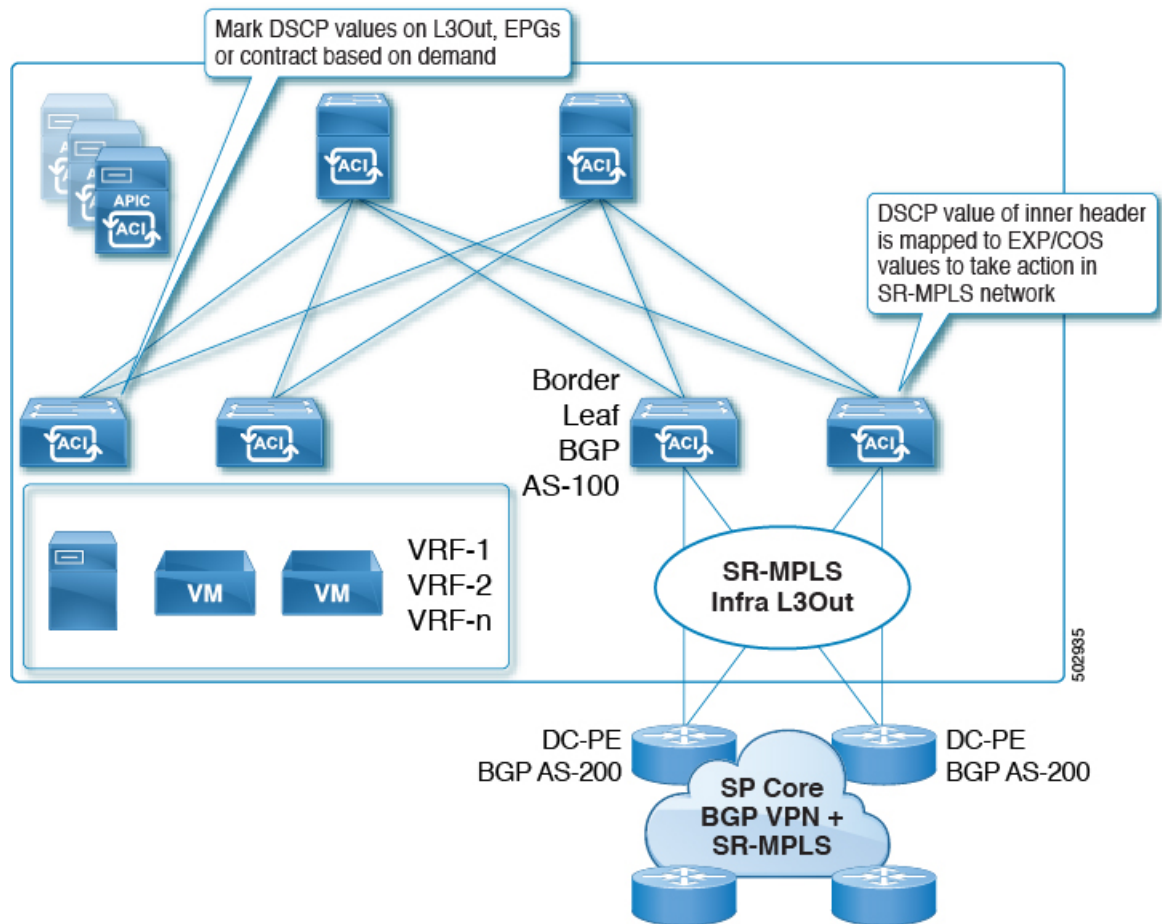 Mark DSCP values on L3Out, EPGs
or contract based on demand
ACI
ACI
APIC
ACI
DSCP value of inner header
is mapped to EXP/COS
values to take action in
SR-MPLS network
Border
Leaf
BGP
AS-100
ACI
ACI
ACI
ACI
VM
VM
VRF-1
VRF-2
VRF-n
SR-MPLS
Infra L3Out
502935
DC-PE
BGP AS-200
DC-PE
BGP AS-200
SP Core
BGP VPN +
SR-MPLS